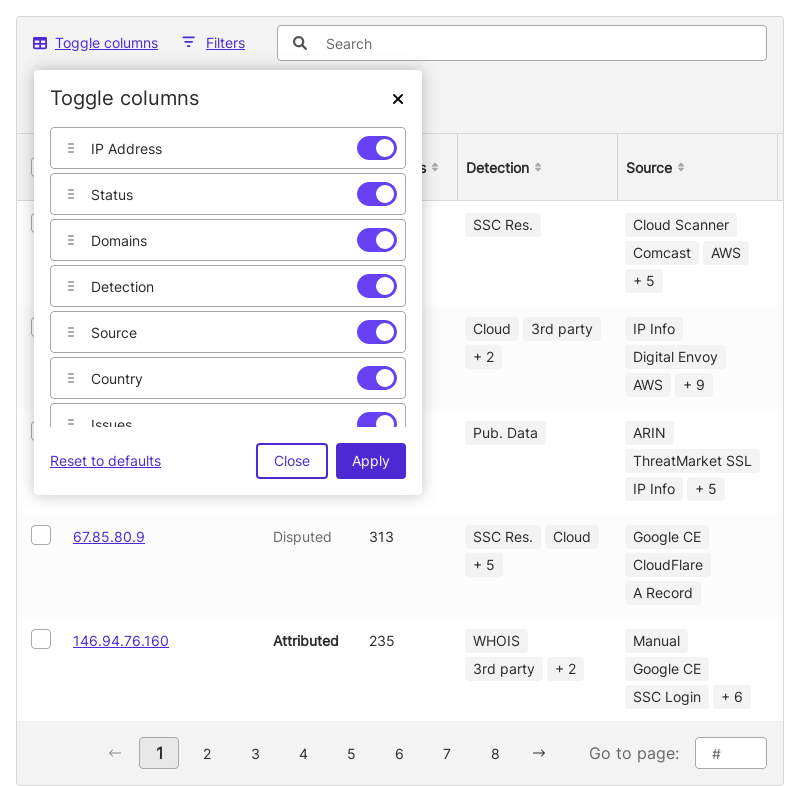 Toggle columns Filters Search
Toggle columns
IP Address
Status
Domains
Detection
Source
Country
Issues
Reset to defaults Close Apply
Detection Source
SSC Res. Cloud Scanner
Comcast AWS
+ 5
Cloud 3rd party IP Info
+ 2 Digital Envoy
AWS + 9
Pub. Data ARIN
ThreatMarket SSL
IP Info + 5
67.85.80.9 Disputed 313 SSC Res. Cloud Google CE
+ 5 CloudFlare
A Record
146.94.76.160 Attributed 235 WHOIS Manual
3rd party + 2 Google CE
SSC Login + 6
1 2 3 4 5 6 7 8 Go to page: #